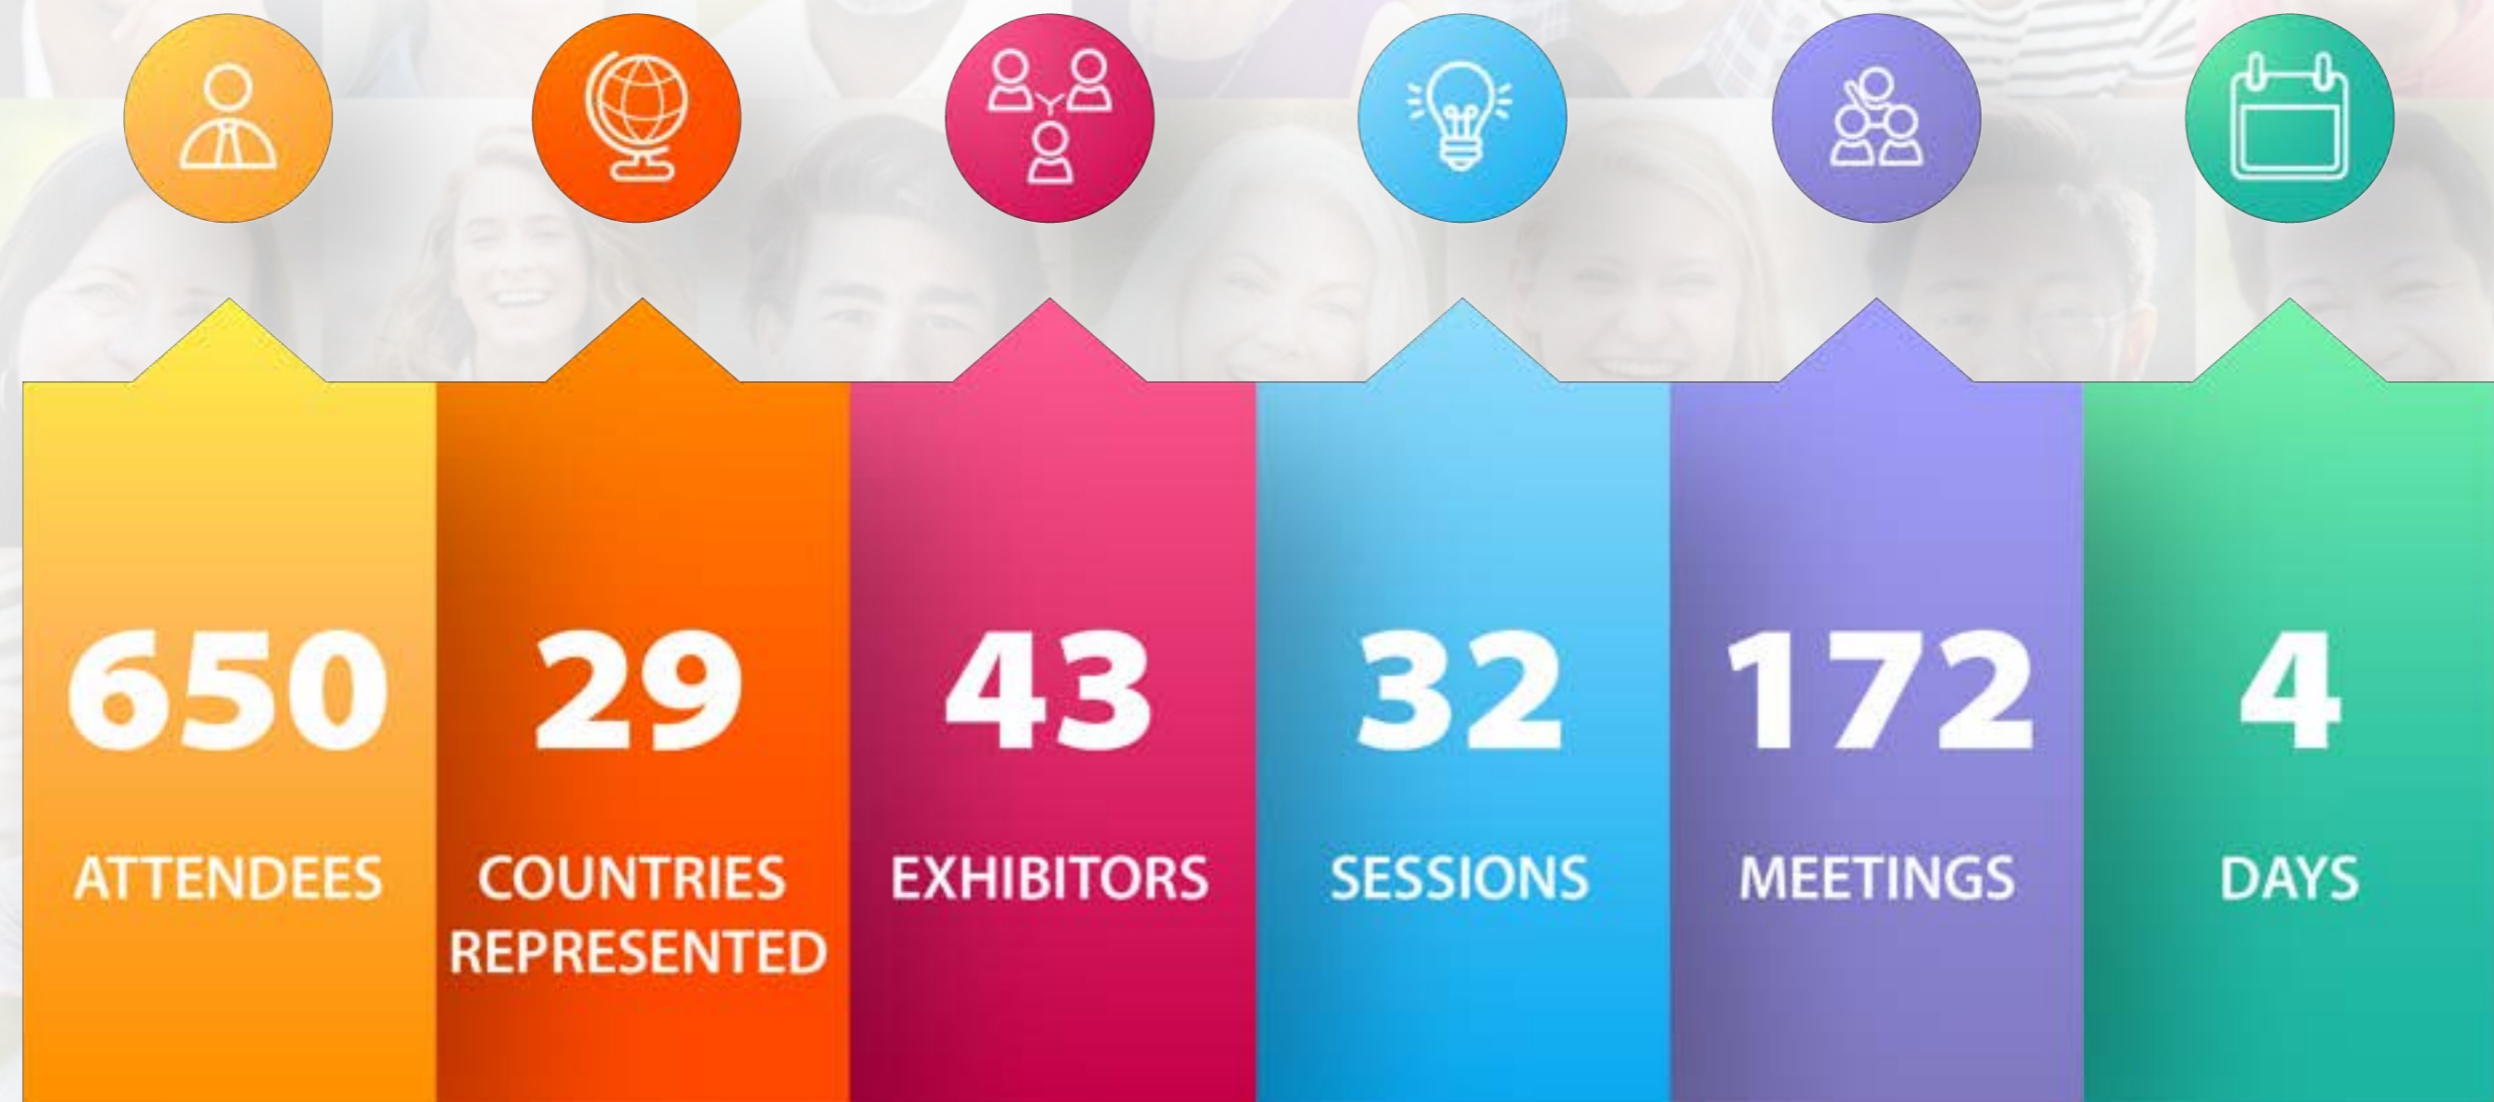 650
ATTENDEES
29
COUNTRIES
REPRESENTED
43
EXHIBITORS
32
SESSIONS
172
MEETINGS
4
DAYS